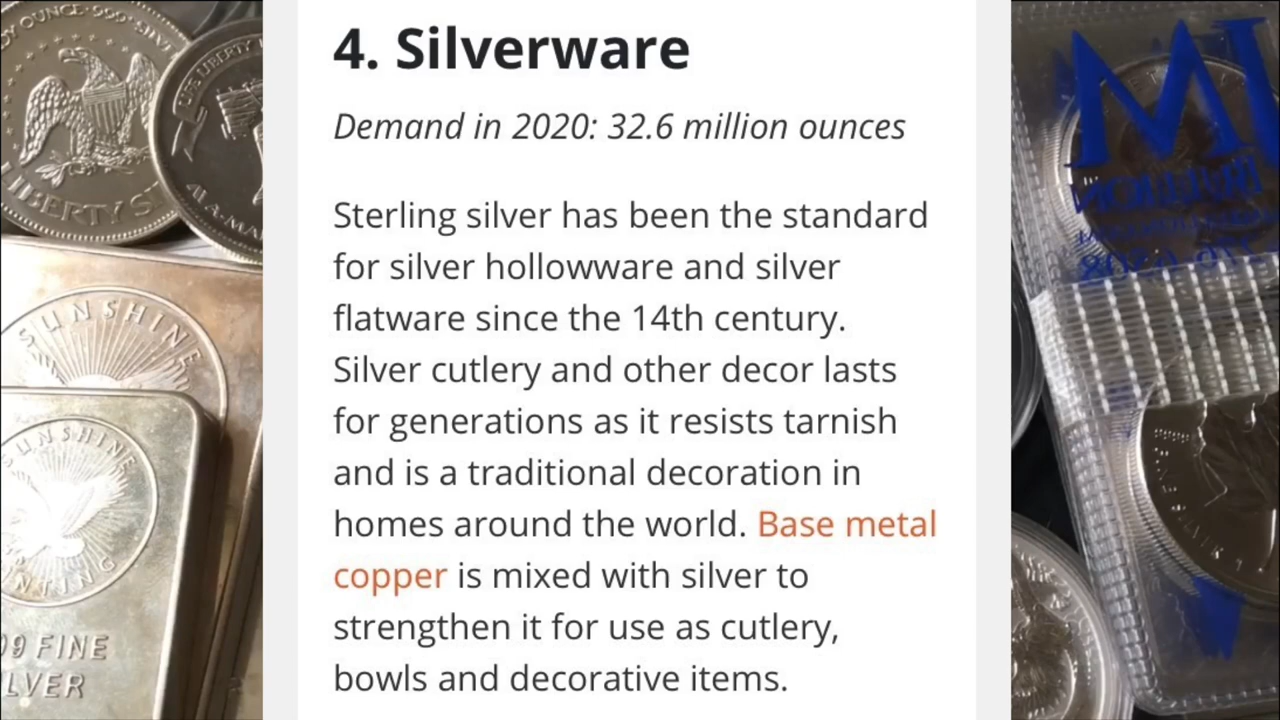 4. Silverware
Demand in 2020: 32.6 million ounces
Sterling silver has been the standard
for silver hollowware and silver
flatware since the 14th century.
Silver cutlery and other decor lasts
for generations as it resists tarnish
and is a traditional decoration in
homes around the world. Base metal
copper is mixed with silver to
strengthen it for use as cutlery,
bowls and decorative items.
OUNCE
LIBERTY
LIBERTY
SUNSHINE
SUNSHINE
FINE